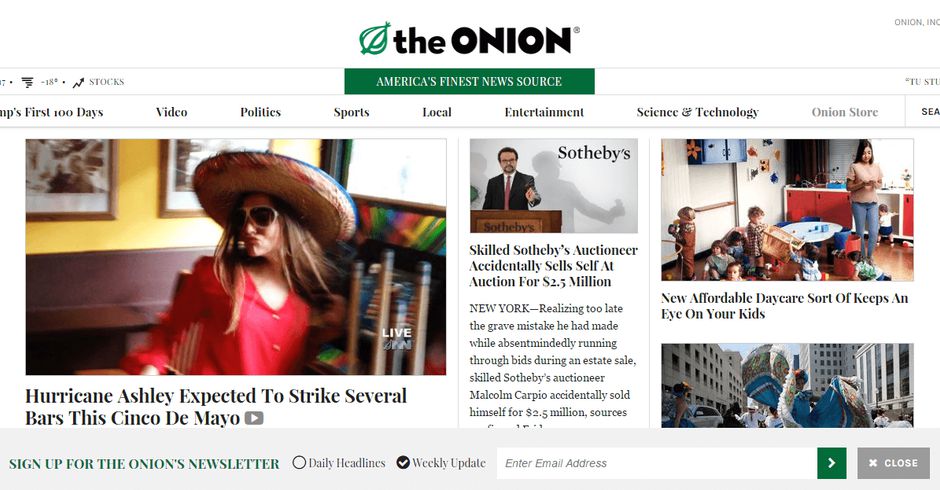 ONION, INC
the ONION®
17 • -18° • STOCKS
AMERICA'S FINEST NEWS SOURCE
"TU STU
mp's First 100 Days Video Politics Sports Local Entertainment Science & Technology Onion Store SEA
Sotheby's
Sotheby's
LIVE
ONN
Hurricane Ashley Expected To Strike Several
Bars This Cinco De Mayo
Skilled Sotheby's Auctioneer
Accidentally Sells Self At
Auction For $2.5 Million
NEW YORK—Realizing too late
the grave mistake he had made
while absentmindedly running
through bids during an estate sale,
skilled Sotheby's auctioneer
Malcolm Carpio accidentally sold
himself for $2.5 million, sources
New Affordable Daycare Sort Of Keeps An
Eye On Your Kids
SIGN UP FOR THE ONION'S NEWSLETTER Daily Headlines Weekly Update Enter Email Address CLOSE